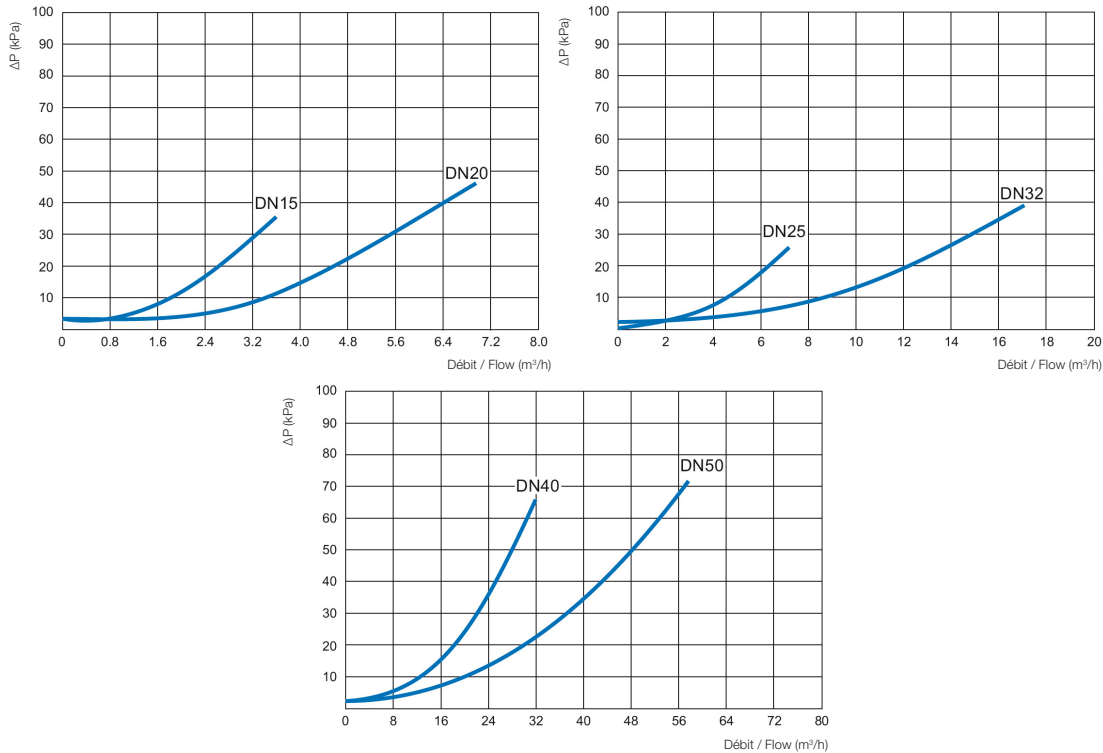 ΔP (kPa)
100
90
80
70
60
50
40
30
20
10
DN15
DN20
0 0.8 1.6 2.4 3.2 4.0 4.8 5.6 6.4 7.2 8.0
Débit / Flow (m³/h)
ΔP (kPa)
100
90
80
70
60
50
40
30
20
10
DN25
DN32
0 2 4 6 8 10 12 14 16 18 20
Débit / Flow (m³/h)
ΔP (kPa)
100
90
80
70
60
50
40
30
20
10
DN40
DN50
0 8 16 24 32 40 48 56 64 72 80
Débit / Flow (m³/h)